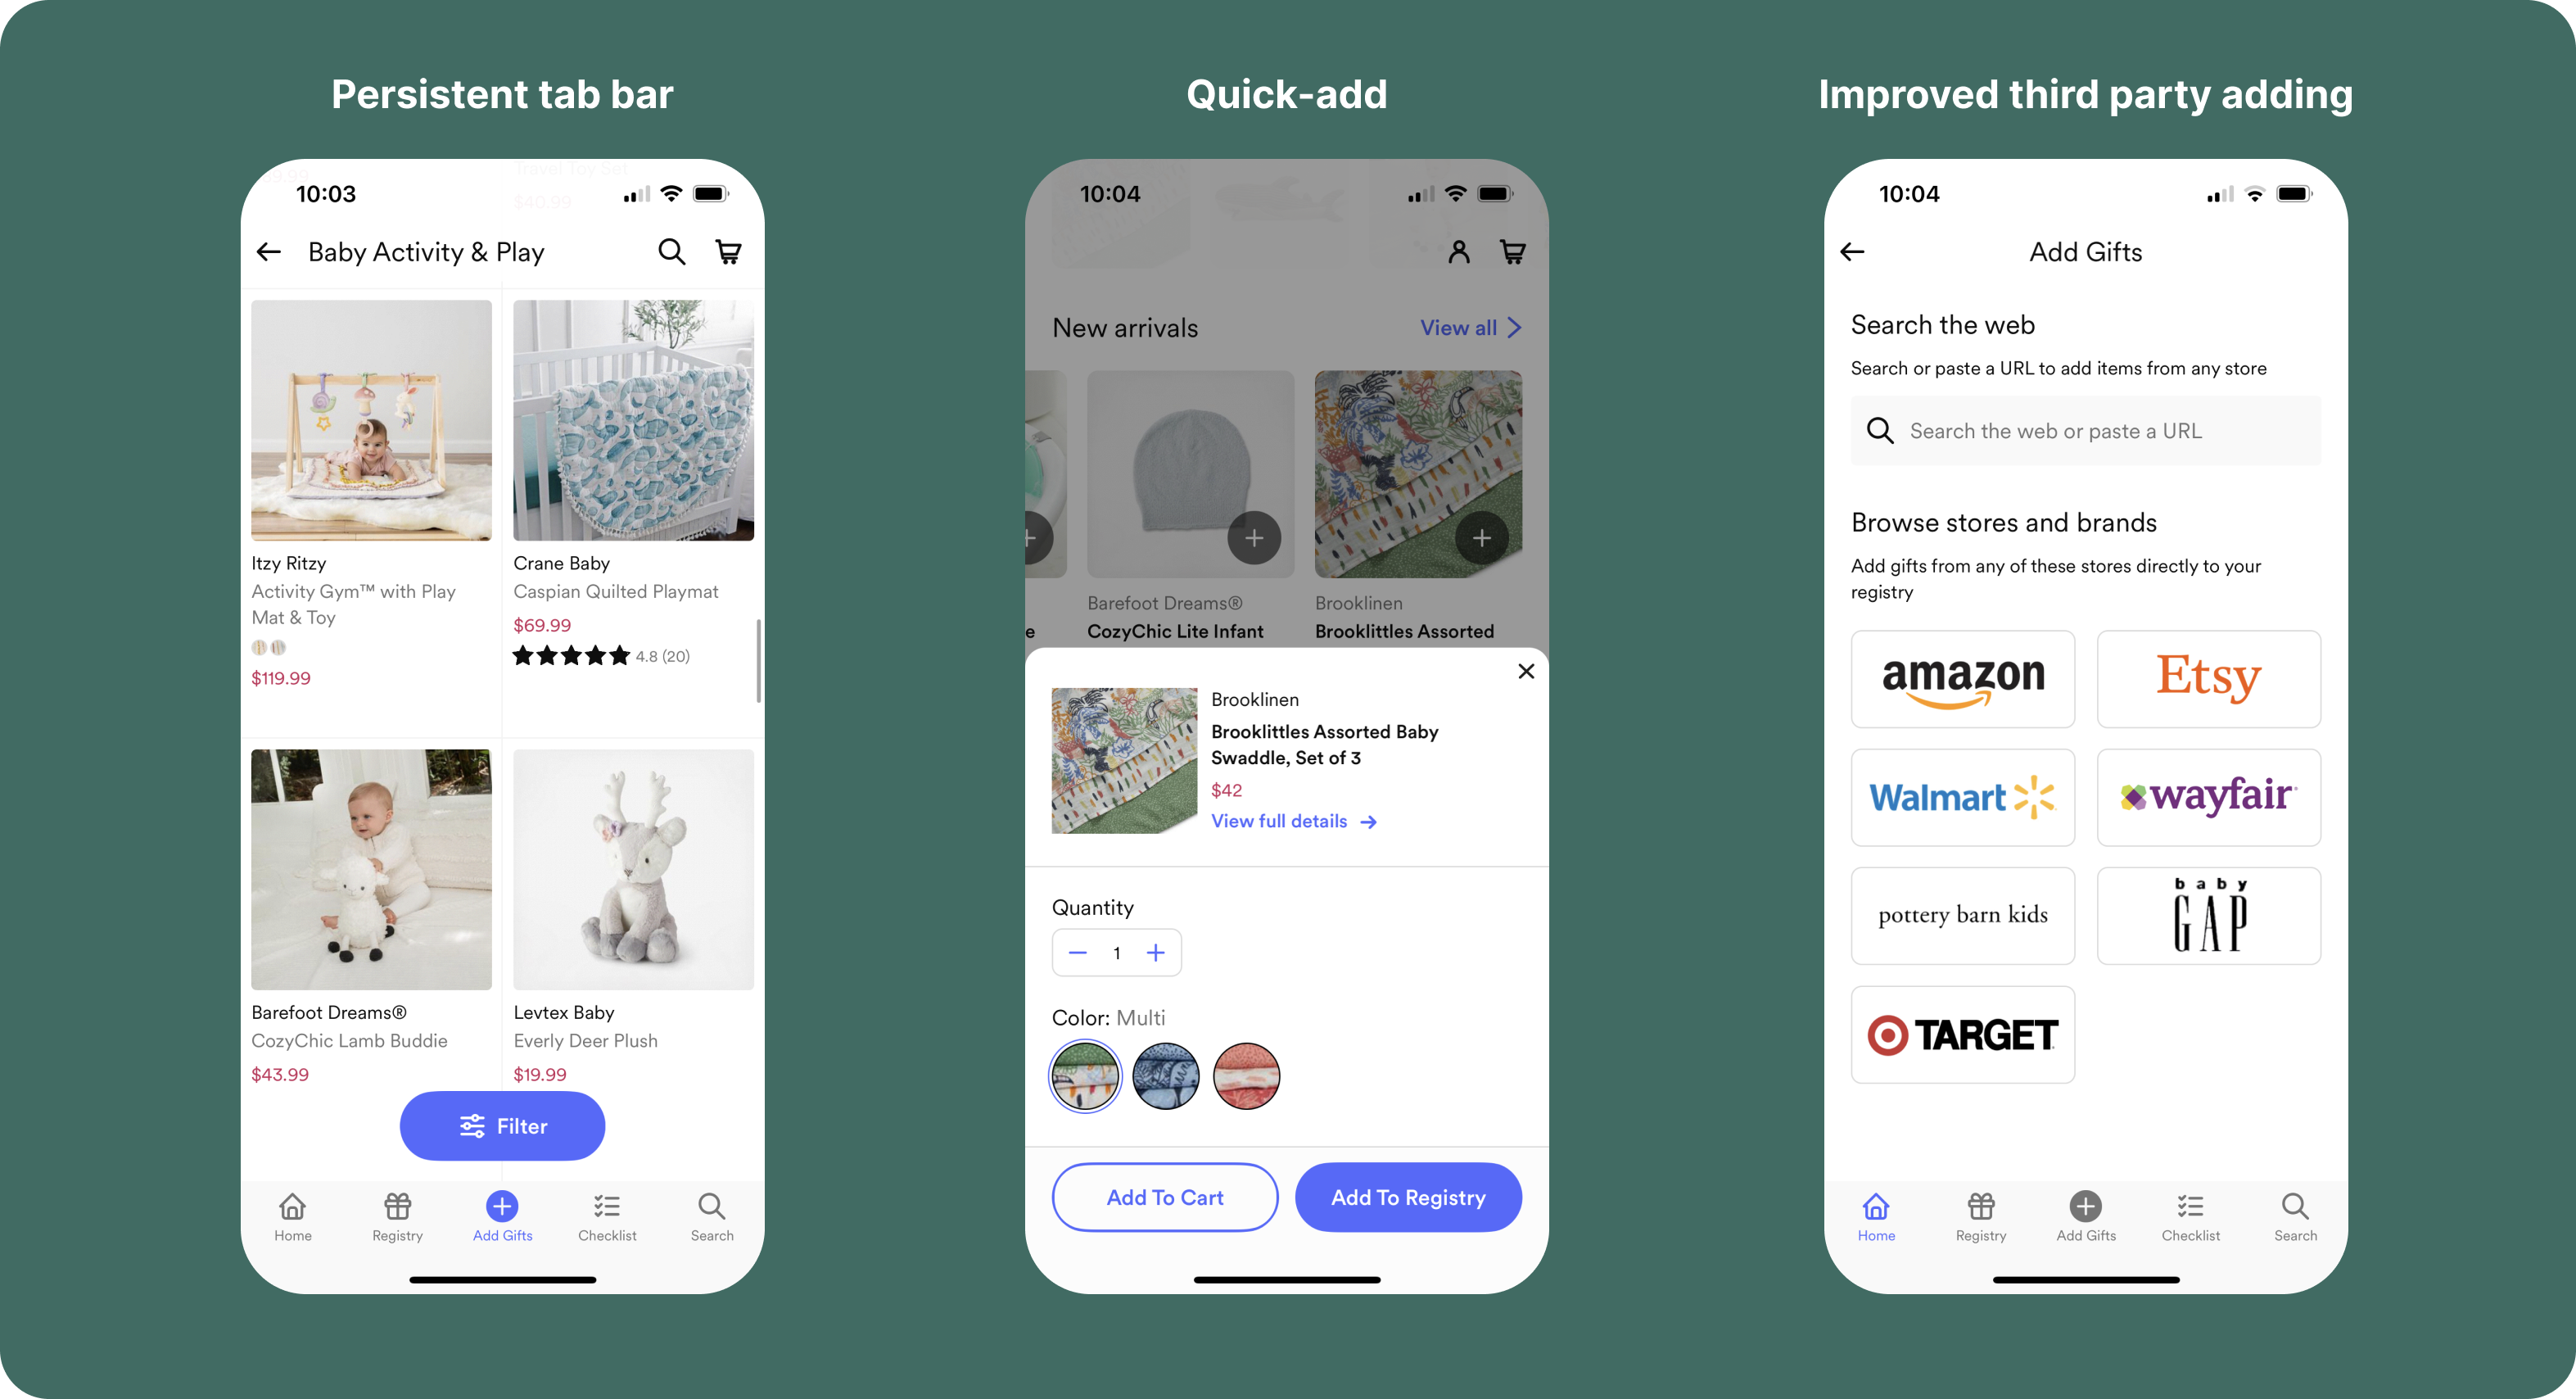 Persistent tab bar
Travel Toy Set
$40.99
10:03
Baby Activity & Play
Itzy Ritzy
Activity Gym™ with Play
Mat & Toy
$119.99
Crane Baby
Caspian Quilted Playmat
$69.99
4.8 (20)
Barefoot Dreams®
CozyChic Lamb Buddie
$43.99
Levtex Baby
Everly Deer Plush
$19.99
Filter
Home
Registry
Add Gifts
Checklist
Search
Quick-add
10:04
New arrivals
View all
e
Barefoot Dreams®
CozyChic Lite Infant
Brooklinen
Brooklittles Assorted
Brooklinen
Brooklittles Assorted Baby
Swaddle, Set of 3
$42
View full details
Quantity
1
Color: Multi
Add To Cart
Add To Registry
Improved third party adding
10:04
Add Gifts
Search the web
Search or paste a URL to add items from any store
Search the web or paste a URL
Browse stores and brands
Add gifts from any of these stores directly to your
registry
amazon
Etsy
Walmart
wayfair
pottery barn kids
baby
GAP
TARGET
Home
Registry
Add Gifts
Checklist
Search